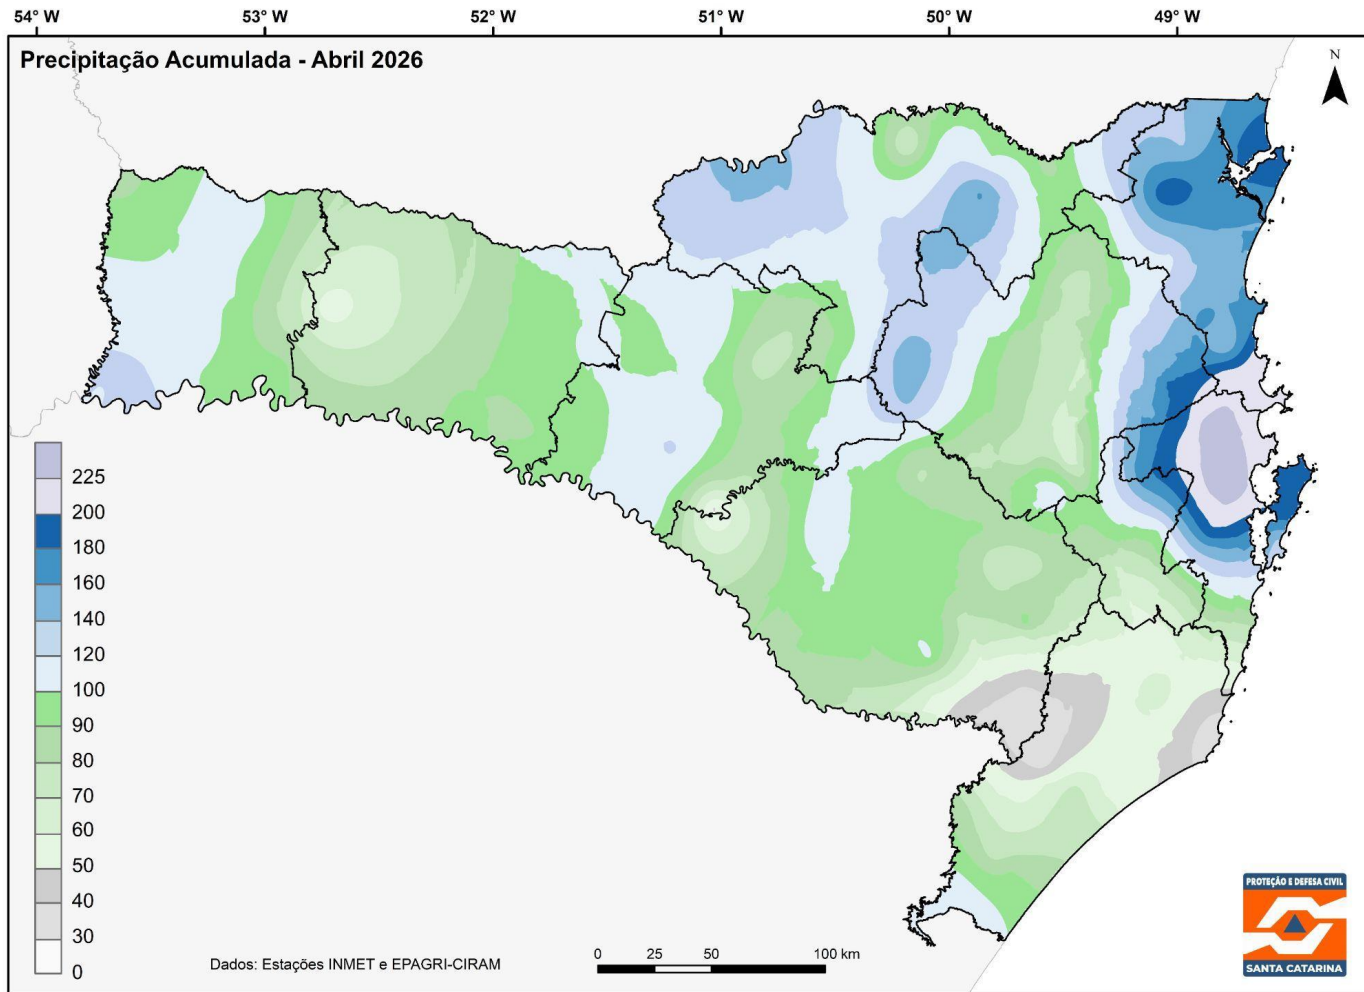 54° W 53° W 52° W 51° W 50° W 49° W
Precipitação Acumulada - Abril 2026
N
225
200
180
160
140
120
100
90
80
70
60
50
40
30
0
Dados: Estações INMET e EPAGRI-CIRAM
0 25 50 100 km
PROTEÇÃO E DEFESA CIVIL
SANTA CATARINA